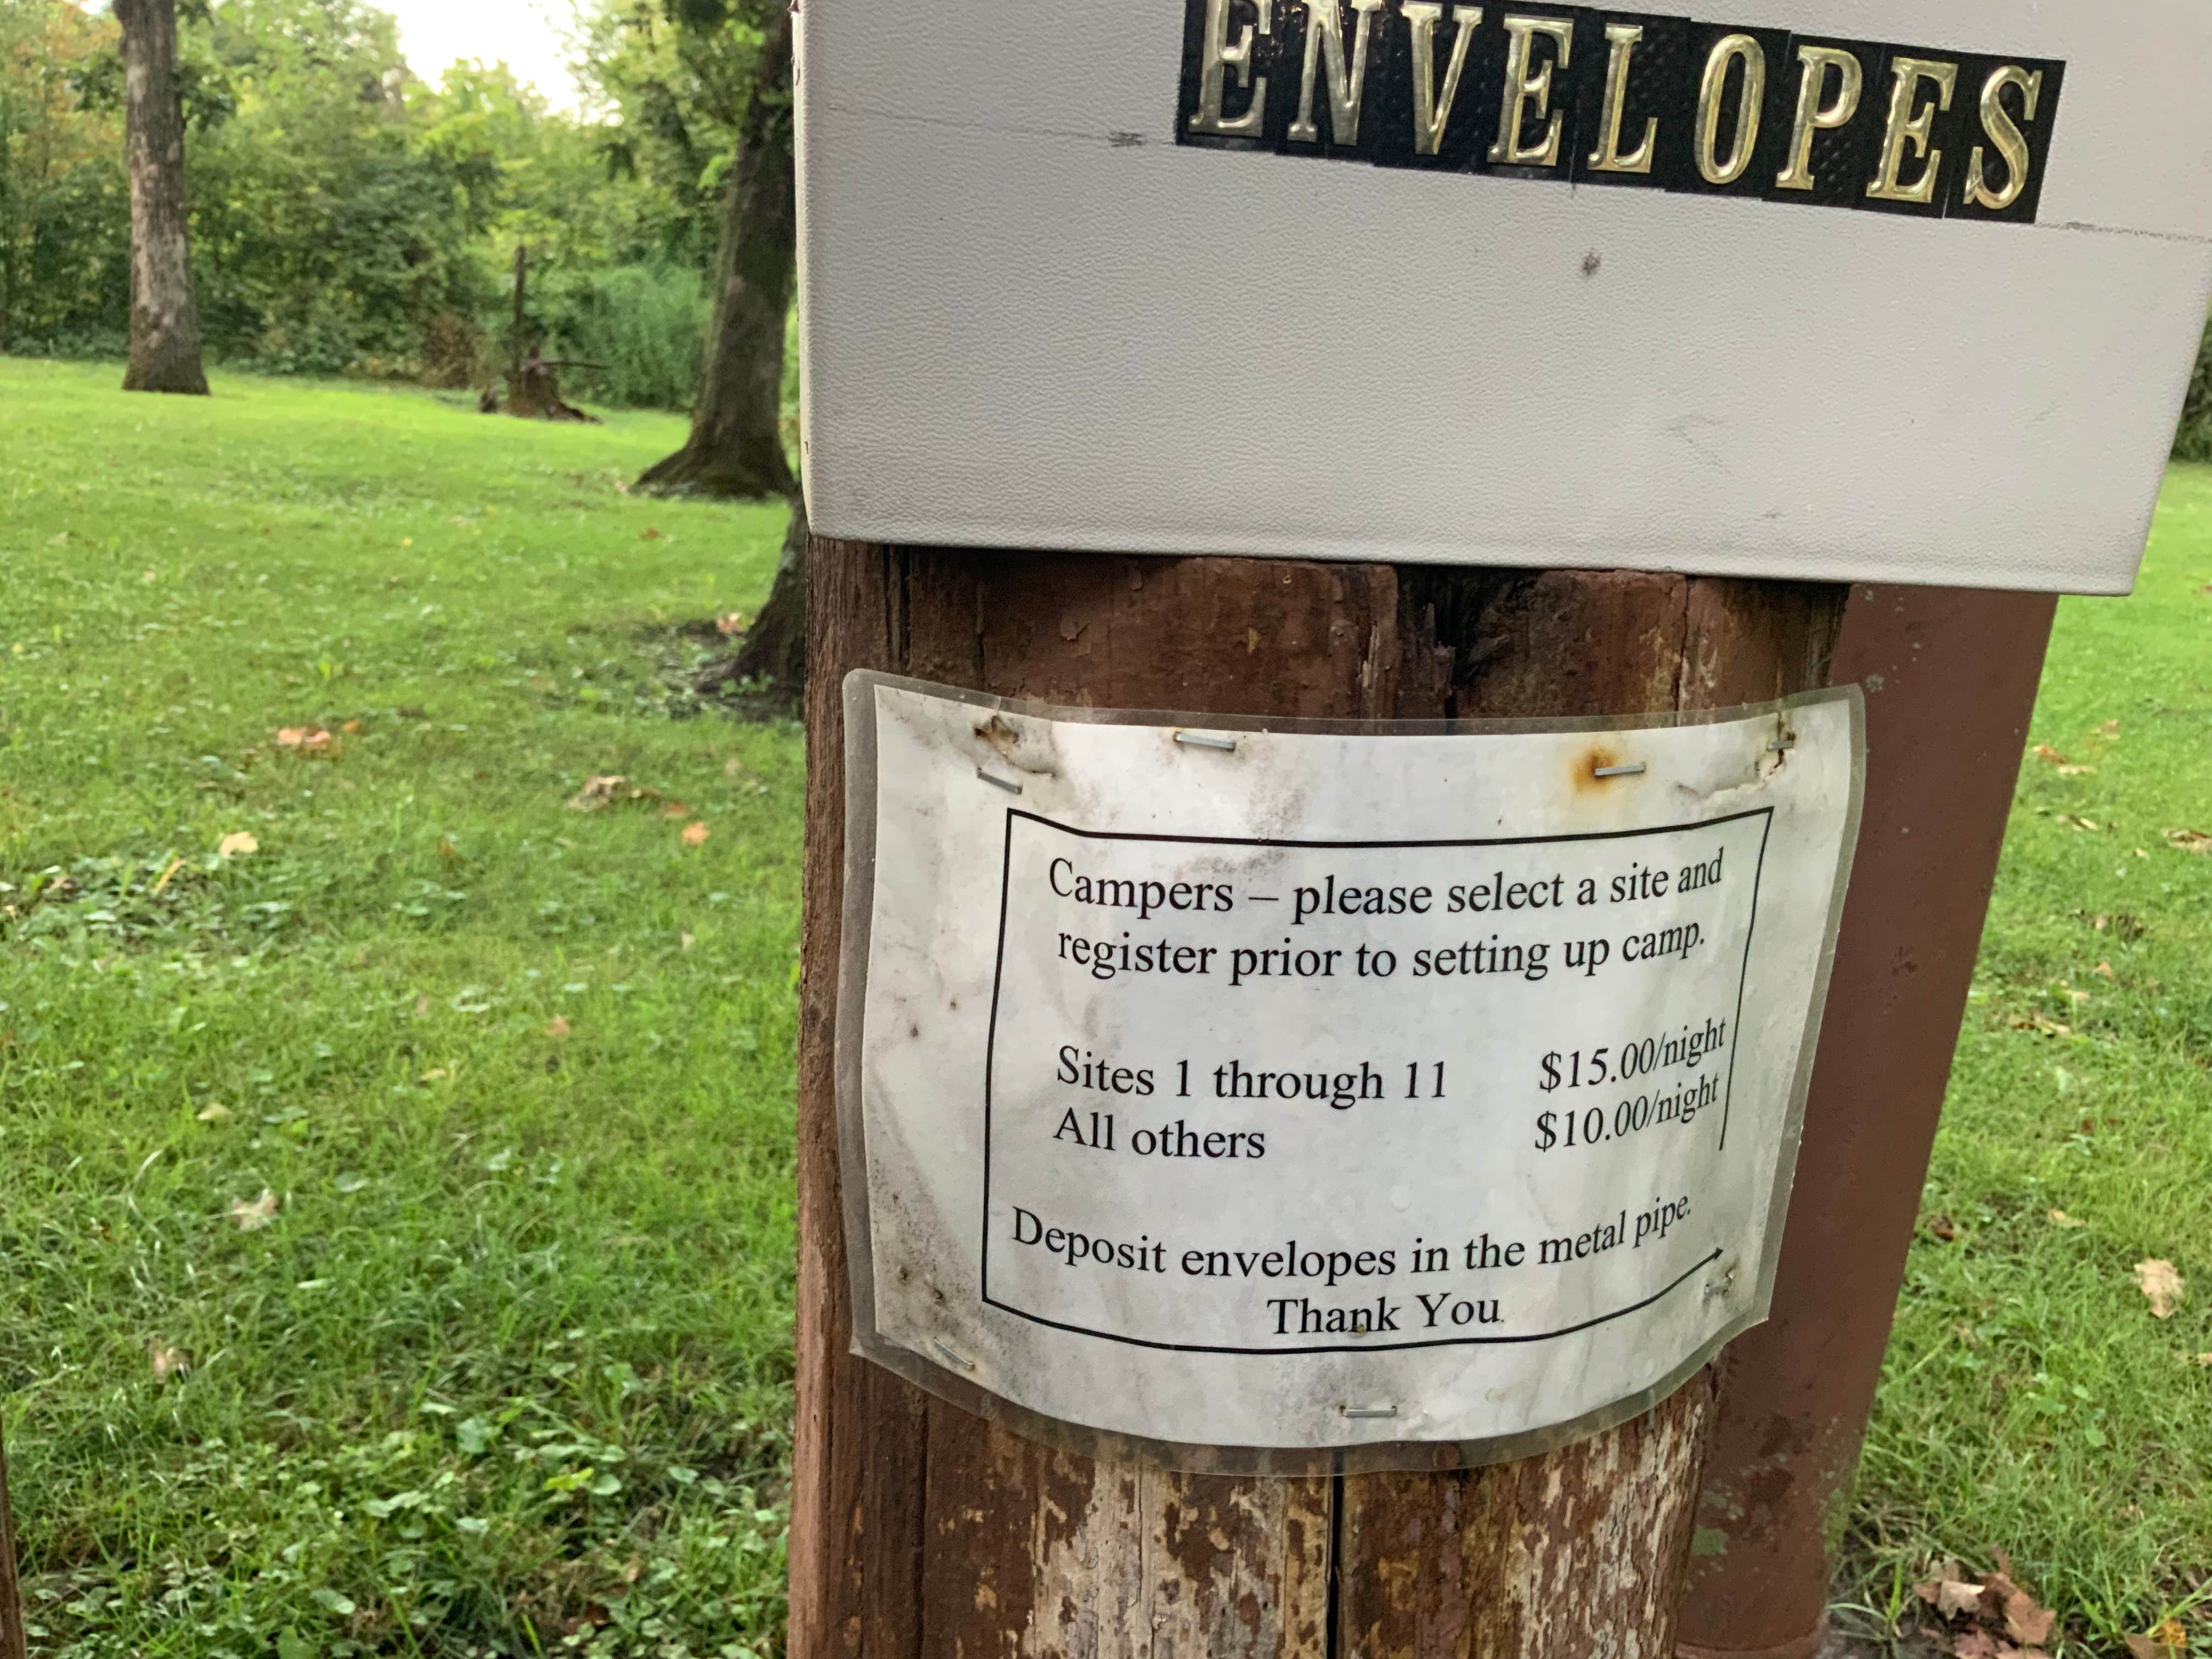 ENVELOPES
Campers – please select a site and
register prior to setting up camp.
Sites 1 through 11 $15.00/night
All others $10.00/night
Deposit envelopes in the metal pipe.
Thank You.